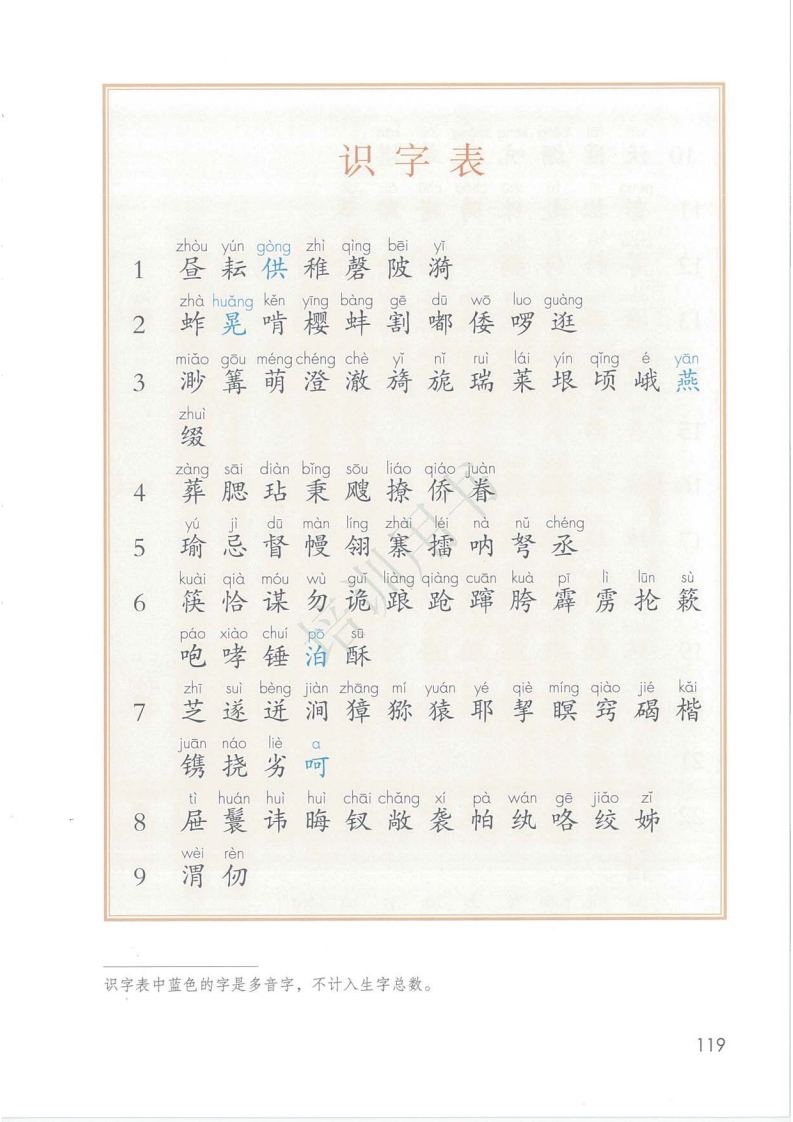 识字表
zhòu yún gòng zhì qìng bēi yī
1 昼 耘 供 稚 磬 陂 漪
zhà huǎng kěn yīng bàng gē dū wō luo guàng
2 蚱 晃 啃 樱 蚌 割 嘟 倭 啰 逛
miǎo gōu méng chéng chè yǐ nǐ ruì lái yín qǐng é yān
3 渺 篝 萌 澄 澈 旖 旎 瑞 莱 垠 顷 峨 燕
zhuì
缀
zàng sāi diàn bǐng sōu liáo qiáo juàn
4 葬 腮 玷 秉 飕 撩 侨 眷
yú jì dū màn líng zhài léi nà nǔ chéng
5 瑜 忌 督 幔 翎 寨 擂 呐 弩 丞
kuài qià móu wù guǐ liàng qiàng cuān kuà pī lì lūn sù
6 筷 恰 谋 勿 诡 踉 跄 蹿 胯 霹 雳 抡 簌
páo xiào chuí pō sū
咆 哮 锤 泊 酥
zhī suì bèng jiàn zhāng mí yuán yé qiè míng qiào jié kǎi
7 芝 遂 迸 涧 獐 猕 猿 耶 挈 暝 窍 碣 楷
juān náo liè a
镌 挠 劣 呵
tì huán huì huì chāi chǎng xí pà wán gē jiǎo zǐ
8 屉 鬟 讳 晦 钗 敞 袭 帕 纨 咯 绞 姊
wèi rèn
9 渭 仞
培训用书
识字表中蓝色的字是多音字，不计入生字总数。
119